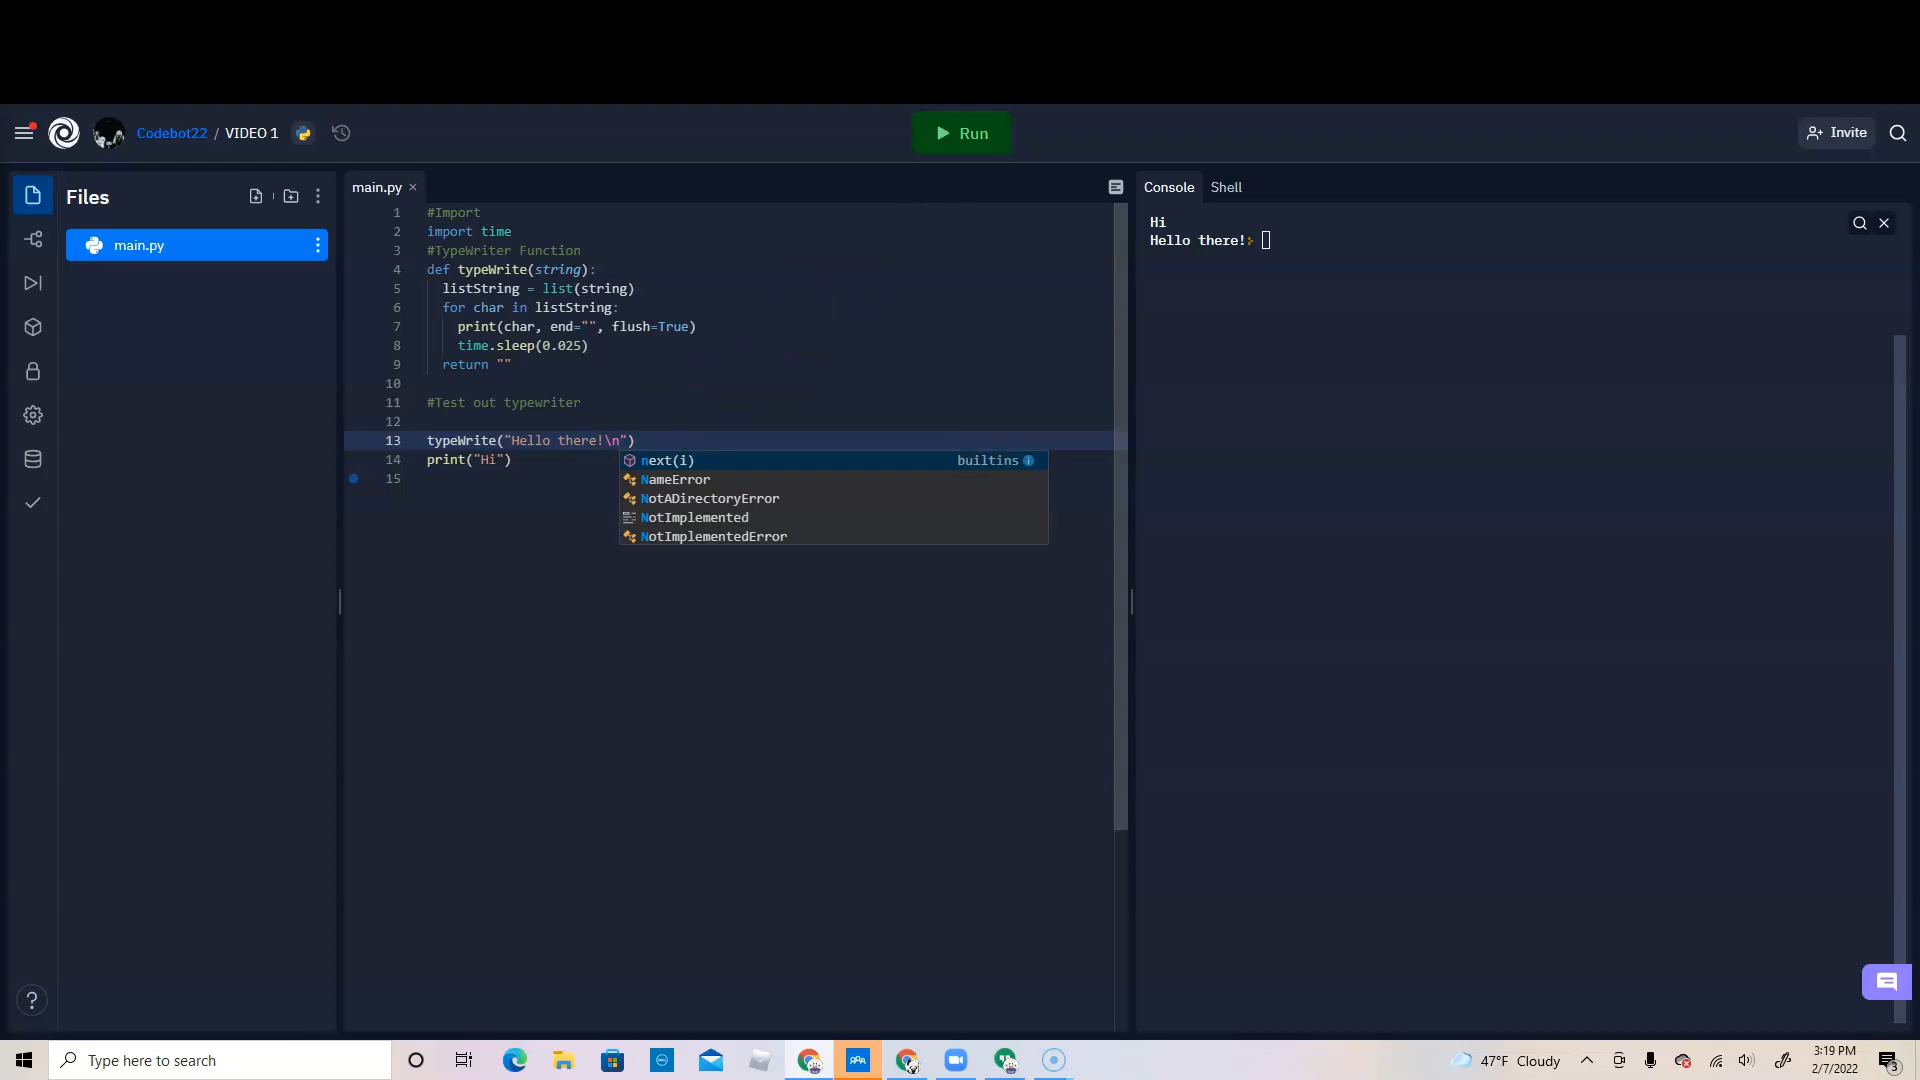 Codebot22 / VIDEO 1
Run
Invite
Files
main.py
main.py ×
1 #Import
2 import time
3 #TypeWriter Function
4 def typeWrite(string):
5 listString = list(string)
6 for char in listString:
7 print(char, end="", flush=True)
8 time.sleep(0.025)
9 return ""
10
11 #Test out typewriter
12
13 typeWrite("Hello there!\n")
14 print("Hi")
15
next(i) builtins
NameError
NotADirectoryError
NotImplemented
NotImplementedError
Console Shell
Hi
Hello there!
?
Type here to search
47°F Cloudy
3:19 PM
2/7/2022
3